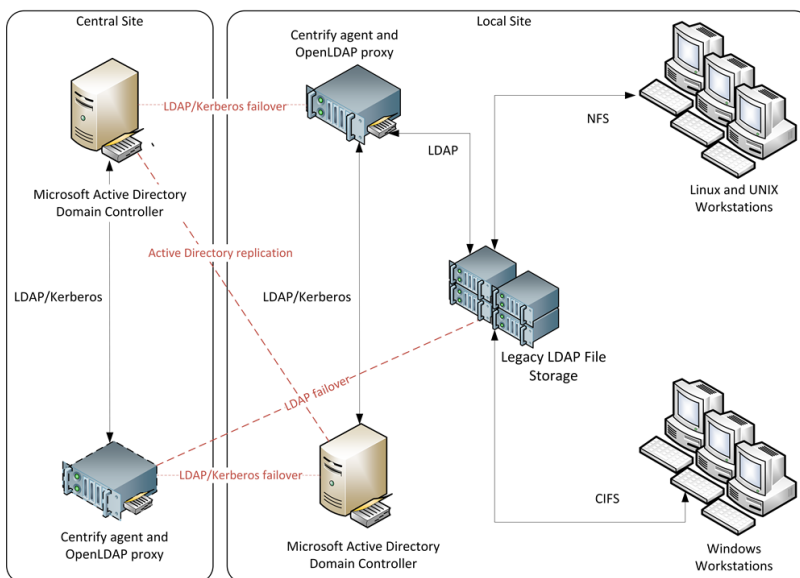 Central Site
Local Site
Centrify agent and
OpenLDAP proxy
LDAP/Kerberos failover
NFS
LDAP
Microsoft Active Directory
Domain Controller
Linux and UNIX
Workstations
Active Directory replication
LDAP/Kerberos
LDAP/Kerberos
Legacy LDAP File
Storage
LDAP failover
LDAP/Kerberos failover
CIFS
Centrify agent and
OpenLDAP proxy
Microsoft Active Directory
Domain Controller
Windows
Workstations